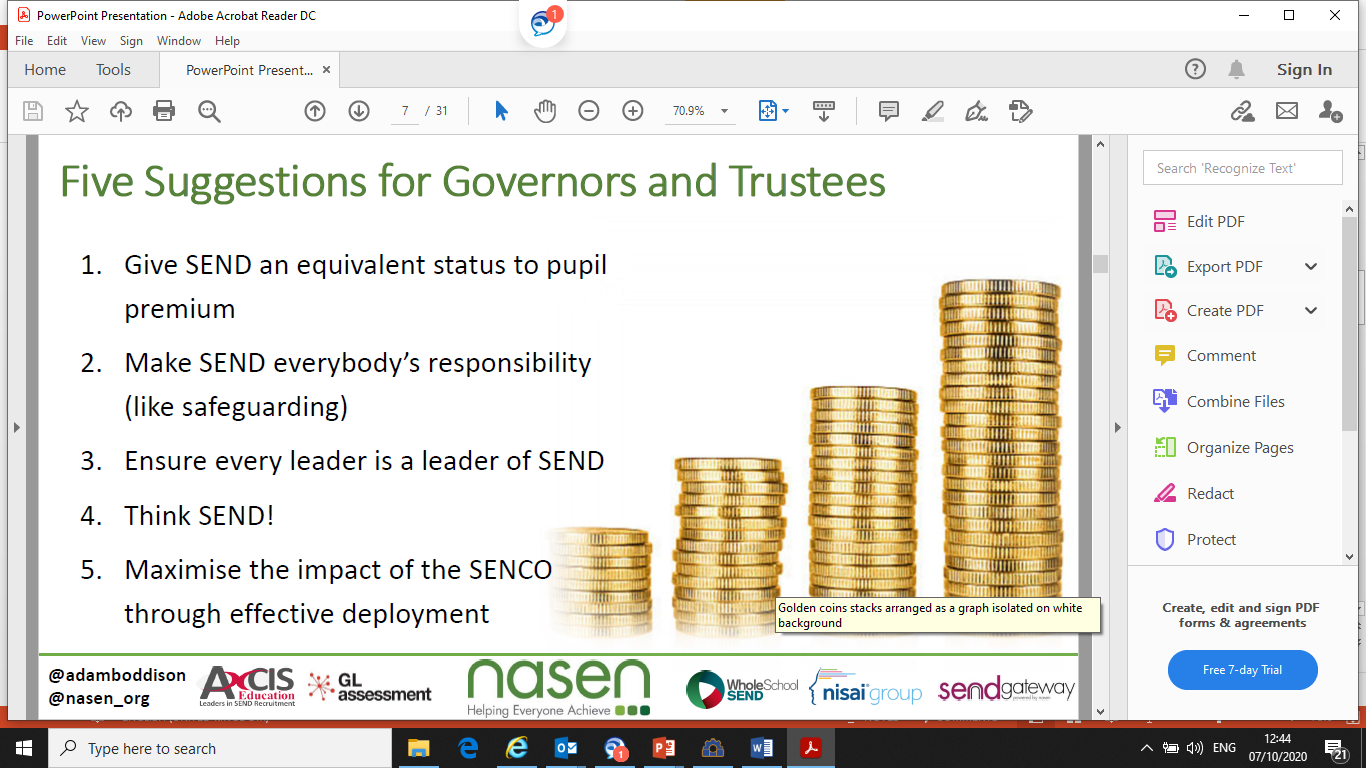 PowerPoint Presentation - Adobe Acrobat Reader DC
1
File Edit View Sign Window Help
Home Tools PowerPoint Present... × Sign In
7 / 31 70.9%
Five Suggestions for Governors and Trustees
1. Give SEND an equivalent status to pupil
premium
2. Make SEND everybody's responsibility
(like safeguarding)
3. Ensure every leader is a leader of SEND
4. Think SEND!
5. Maximise the impact of the SENCO
through effective deployment
Golden coins stacks arranged as a graph isolated on white
background
@adamboddison
@nasen_org
AXCIS
Education
Leaders in SEND Recruitment
GL
assessment
nasen
Helping Everyone Achieve
WholeSchool
SEND
nisai group
sendgateway
powered by nasen
Search 'Recognize Text'
Edit PDF
Export PDF
Create PDF
Comment
Combine Files
Organize Pages
Redact
Protect
Create, edit and sign PDF
forms & agreements
Free 7-day Trial
Type here to search
1
ENG
12:44
07/10/2020
21